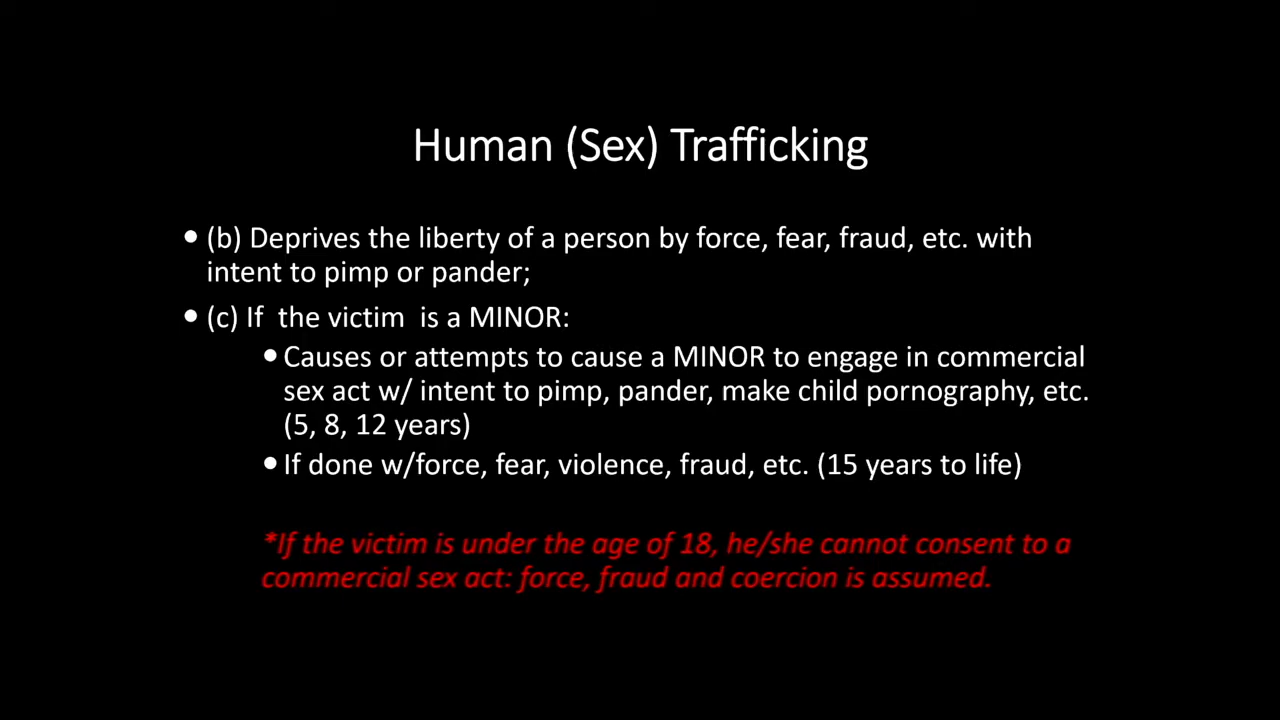 Human (Sex) Trafficking
• (b) Deprives the liberty of a person by force, fear, fraud, etc. with
intent to pimp or pander;
• (c) If the victim is a MINOR:
• Causes or attempts to cause a MINOR to engage in commercial
sex act w/ intent to pimp, pander, make child pornography, etc.
(5, 8, 12 years)
• If done w/force, fear, violence, fraud, etc. (15 years to life)
*If the victim is under the age of 18, he/she cannot consent to a
commercial sex act: force, fraud and coercion is assumed.